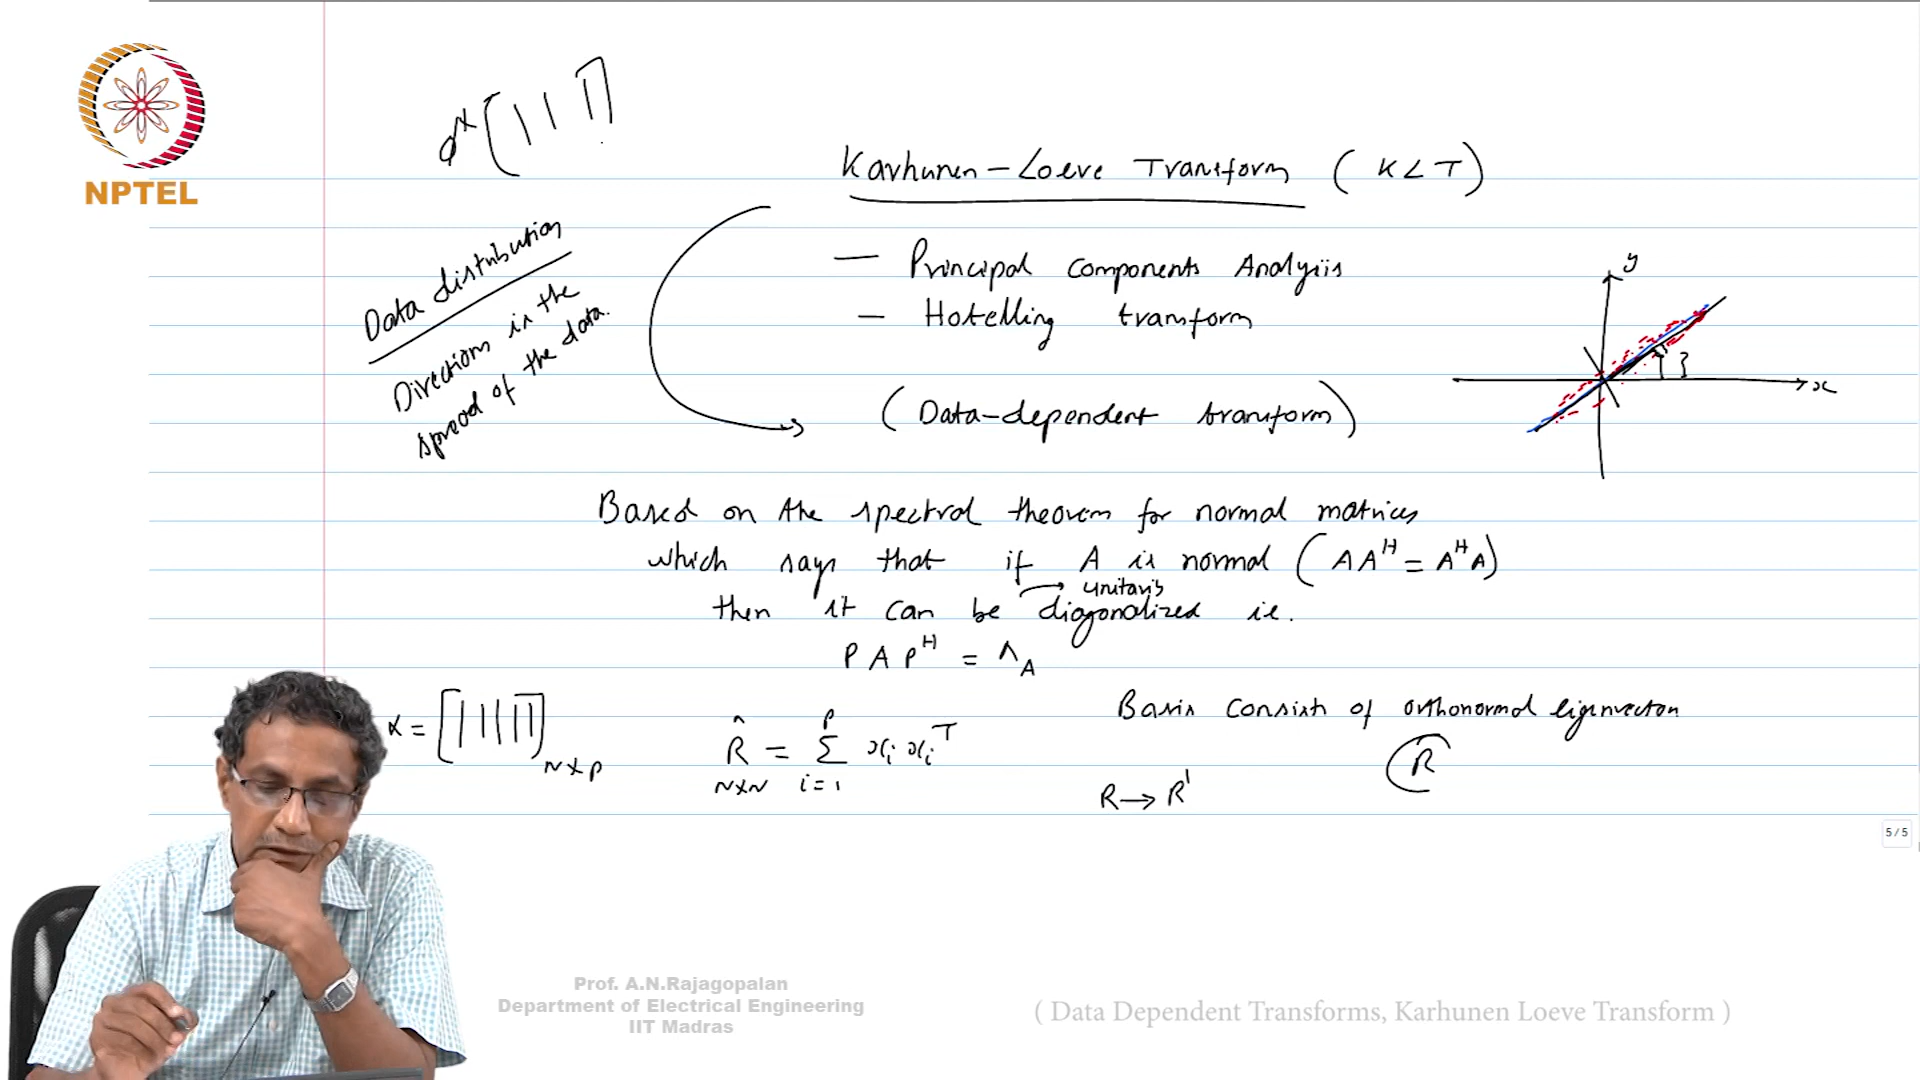 NPTEL
Karhunen-Loeve Transform (KLT)
Data distribution
Directions in the
spread of the data.
- Principal Components Analysis
- Hotelling transform
(Data-dependent transform)
y
x
Based on the spectral theorem for normal matrices
which says that if A is normal (AA^H = A^H A)
unitarily
then it can be diagonalized ie.
P A P^H = Λ_A
X = [| | | | |] N×P
R̂ N×N = Σ_{i=1}^{P} x_i x_i^T
Basis consists of orthonormal eigenvectors
R
R → R'
5/5
Prof. A.N.Rajagopalan
Department of Electrical Engineering
IIT Madras
( Data Dependent Transforms, Karhunen Loeve Transform )